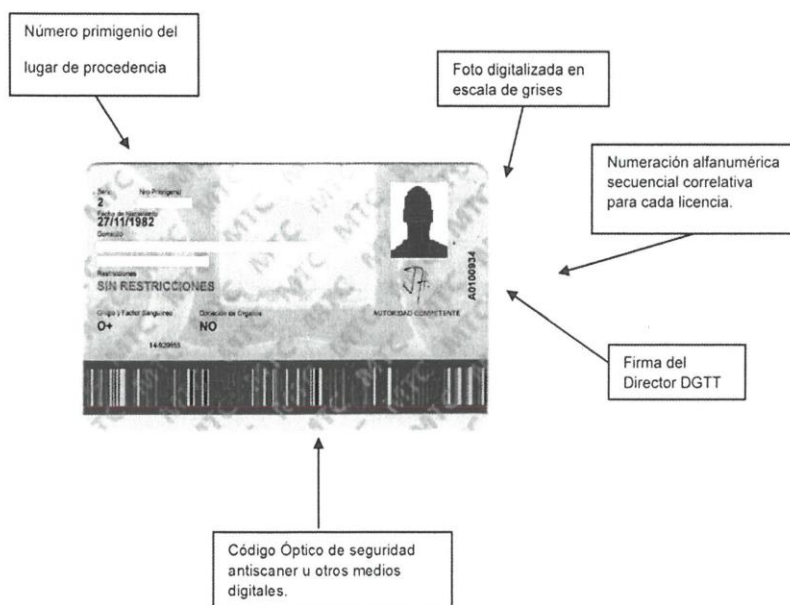 Número primigenio del
lugar de procedencia
Foto digitalizada en
escala de grises
Numeración alfanumérica
secuencial correlativa
para cada licencia.
Nro Primigenio
2
Fecha de Nacimiento
27/11/1982
Domicilio
Restricciones
SIN RESTRICCIONES
Grupo y Factor Sanguineo Donación de Órganos
O+ NO
AUTORIDAD COMPETENTE
A0100934
MTC
Firma del
Director DGTT
Código Óptico de seguridad
antiscaner u otros medios
digitales.